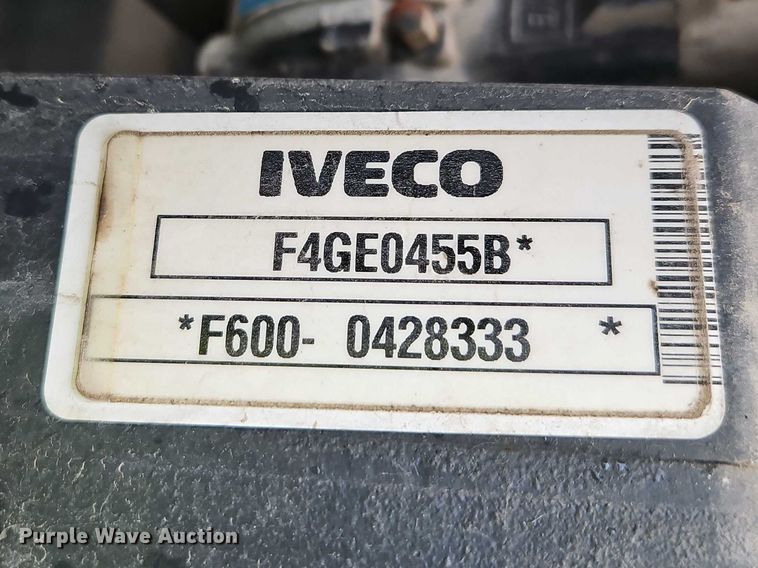 IVECO
F4GE0455B*
*F600- 0428333 *
Purple Wave Auction